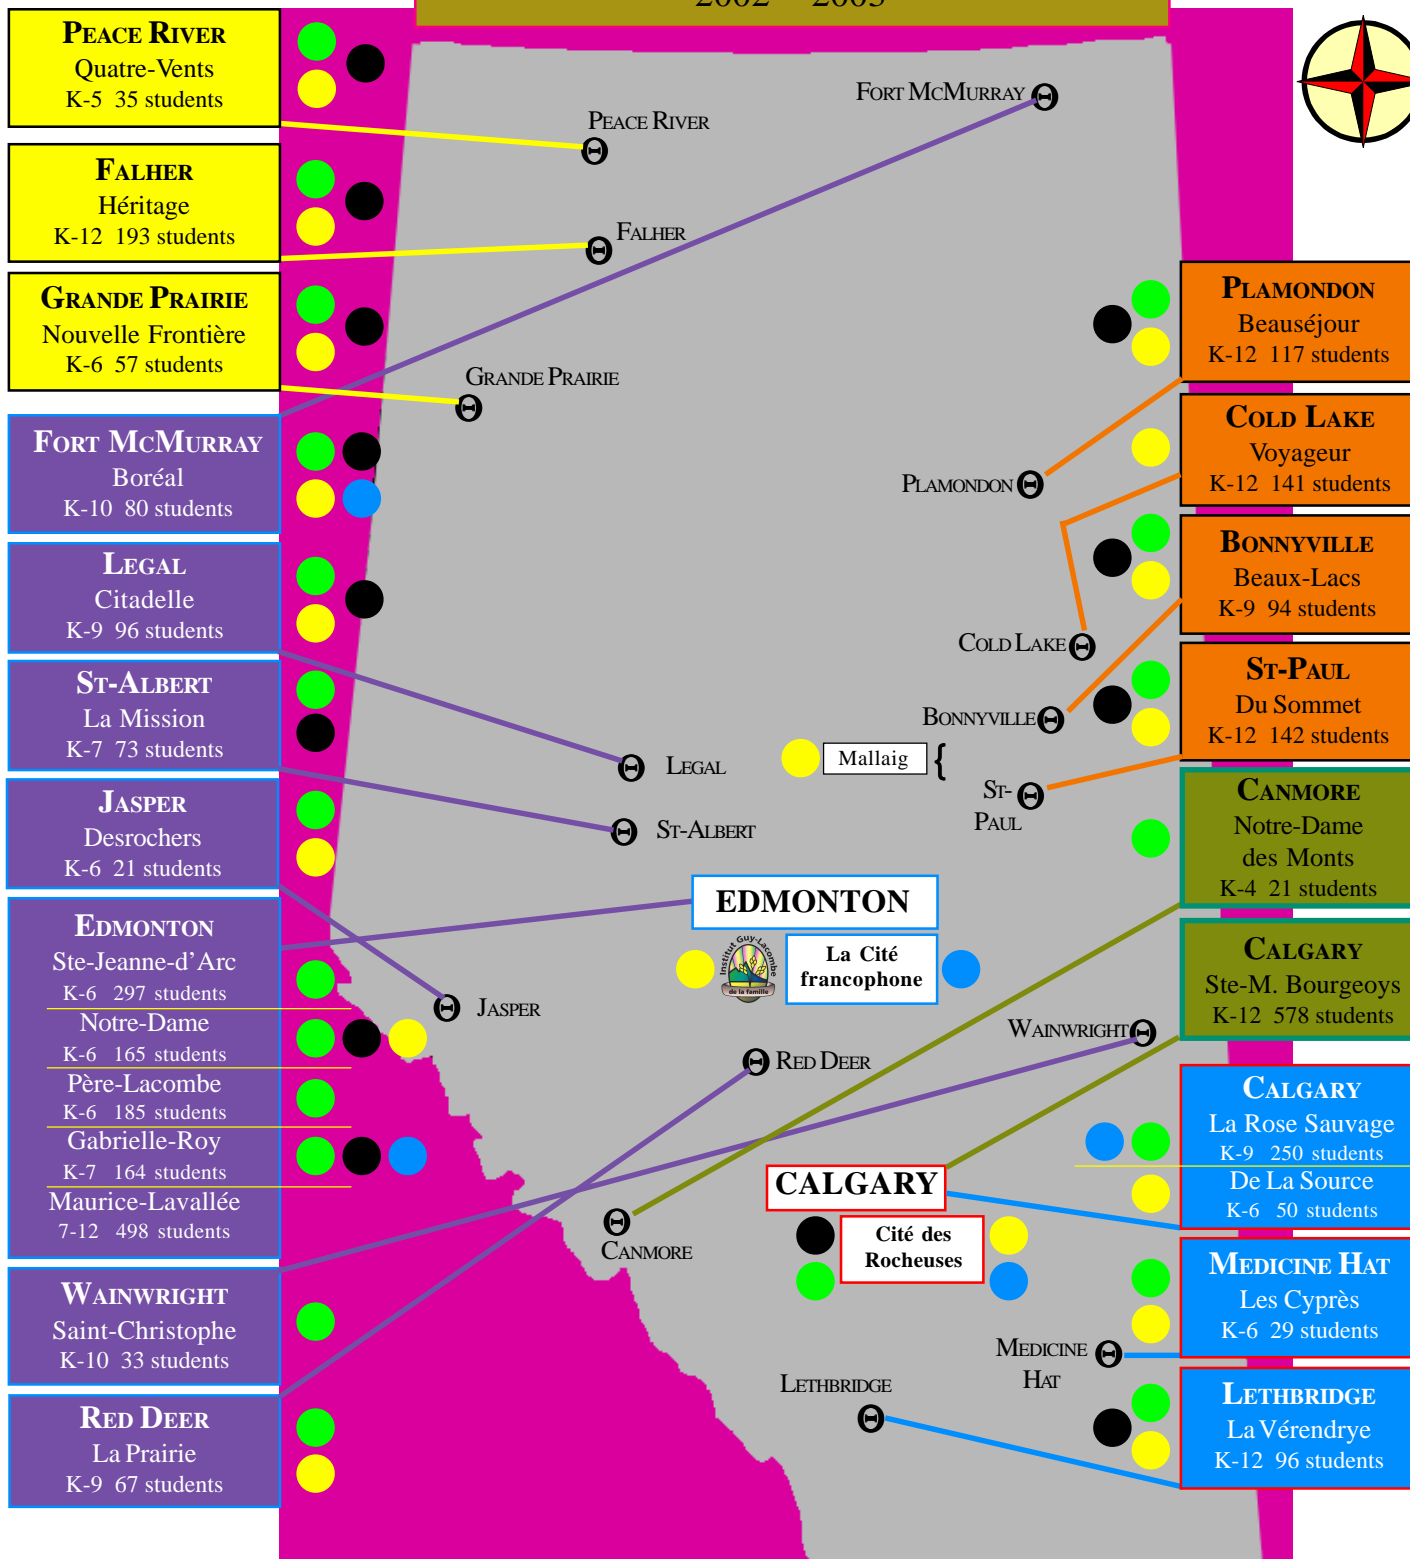 2002 – 2003
PEACE RIVER
Quatre-Vents
K-5 35 students
FALHER
Héritage
K-12 193 students
GRANDE PRAIRIE
Nouvelle Frontière
K-6 57 students
FORT MCMURRAY
Boréal
K-10 80 students
LEGAL
Citadelle
K-9 96 students
ST-ALBERT
La Mission
K-7 73 students
JASPER
Desrochers
K-6 21 students
EDMONTON
Ste-Jeanne-d'Arc
K-6 297 students
Notre-Dame
K-6 165 students
Père-Lacombe
K-6 185 students
Gabrielle-Roy
K-7 164 students
Maurice-Lavallée
7-12 498 students
WAINWRIGHT
Saint-Christophe
K-10 33 students
RED DEER
La Prairie
K-9 67 students
FORT MCMURRAY
PEACE RIVER
FALHER
GRANDE PRAIRIE
PLAMONDON
COLD LAKE
BONNYVILLE
LEGAL
Mallaig {
ST-
PAUL
ST-ALBERT
EDMONTON
Institut Guy-Lacombe
de la famille
La Cité
francophone
JASPER
WAINWRIGHT
RED DEER
CALGARY
CANMORE
Cité des
Rocheuses
MEDICINE
HAT
LETHBRIDGE
PLAMONDON
Beauséjour
K-12 117 students
COLD LAKE
Voyageur
K-12 141 students
BONNYVILLE
Beaux-Lacs
K-9 94 students
ST-PAUL
Du Sommet
K-12 142 students
CANMORE
Notre-Dame
des Monts
K-4 21 students
CALGARY
Ste-M. Bourgeoys
K-12 578 students
CALGARY
La Rose Sauvage
K-9 250 students
De La Source
K-6 50 students
MEDICINE HAT
Les Cyprès
K-6 29 students
LETHBRIDGE
La Vérendrye
K-12 96 students